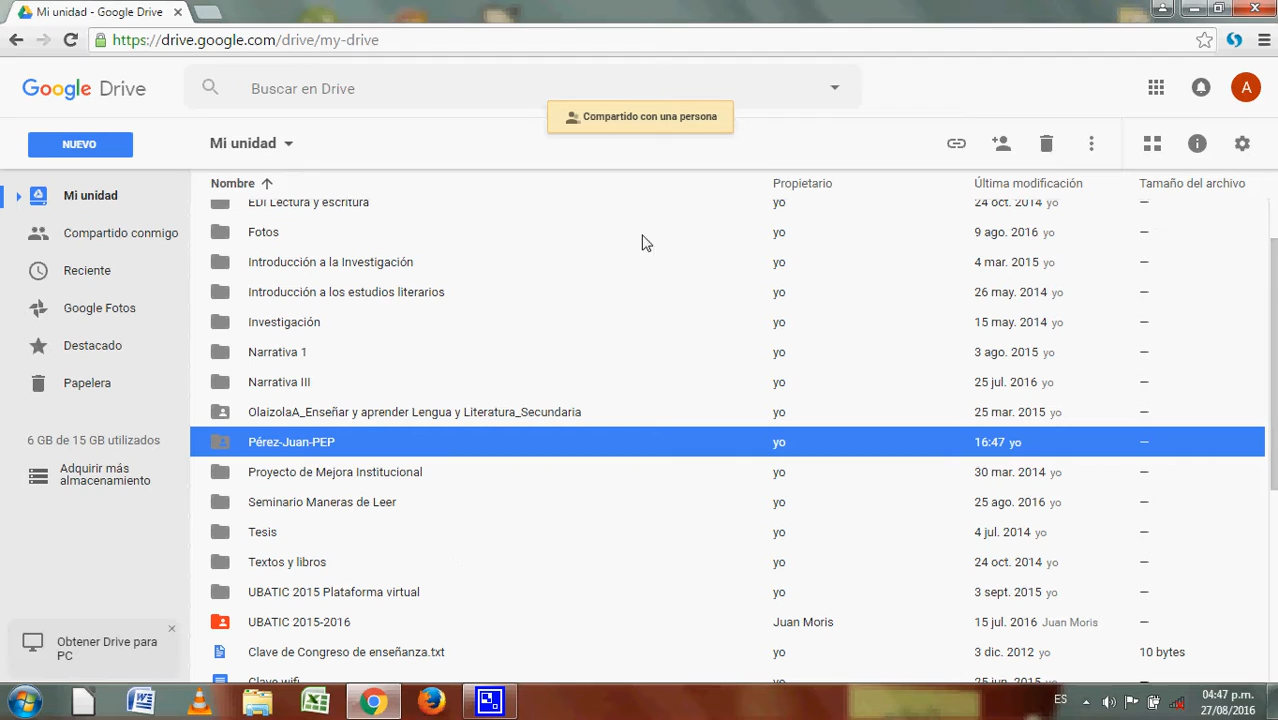 Mi unidad - Google Drive
https://drive.google.com/drive/my-drive
Google Drive
Buscar en Drive
A
Compartido con una persona
NUEVO
Mi unidad
Nombre Propietario Última modificación Tamaño del archivo
Mi unidad
Compartido conmigo
Reciente
Google Fotos
Destacado
Papelera
6 GB de 15 GB utilizados
Adquirir más
almacenamiento
Obtener Drive para
PC
EDI Lectura y escritura yo 24 oct. 2014 yo —
Fotos yo 9 ago. 2016 yo —
Introducción a la Investigación yo 4 mar. 2015 yo —
Introducción a los estudios literarios yo 26 may. 2014 yo —
Investigación yo 15 may. 2014 yo —
Narrativa 1 yo 3 ago. 2015 yo —
Narrativa III yo 25 jul. 2016 yo —
OlaizolaA_Enseñar y aprender Lengua y Literatura_Secundaria yo 25 mar. 2015 yo —
Pérez-Juan-PEP yo 16:47 yo —
Proyecto de Mejora Institucional yo 30 mar. 2014 yo —
Seminario Maneras de Leer yo 25 ago. 2016 yo —
Tesis yo 4 jul. 2014 yo —
Textos y libros yo 24 oct. 2014 yo —
UBATIC 2015 Plataforma virtual yo 3 sept. 2015 yo —
UBATIC 2015-2016 Juan Moris 15 jul. 2016 Juan Moris —
Clave de Congreso de enseñanza.txt yo 3 dic. 2012 yo 10 bytes
Clave wifi yo 25 jun. 2015 yo —
ES
04:47 p.m.
27/08/2016